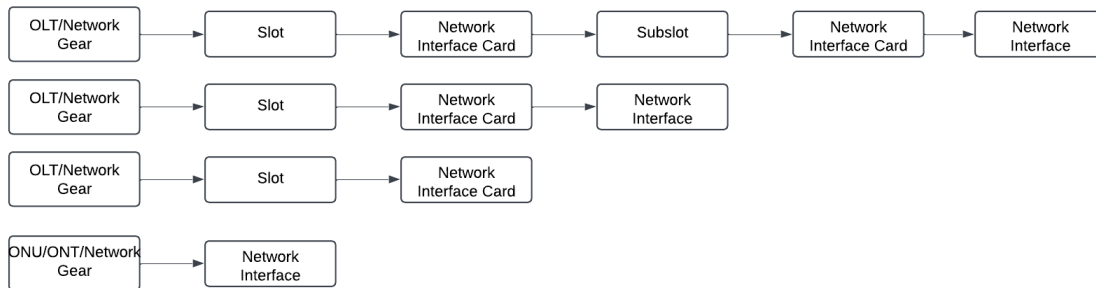 OLT/Network
Gear
Slot
Network
Interface Card
Subslot
Network
Interface Card
Network
Interface
OLT/Network
Gear
Slot
Network
Interface Card
Network
Interface
OLT/Network
Gear
Slot
Network
Interface Card
ONU/ONT/Network
Gear
Network
Interface